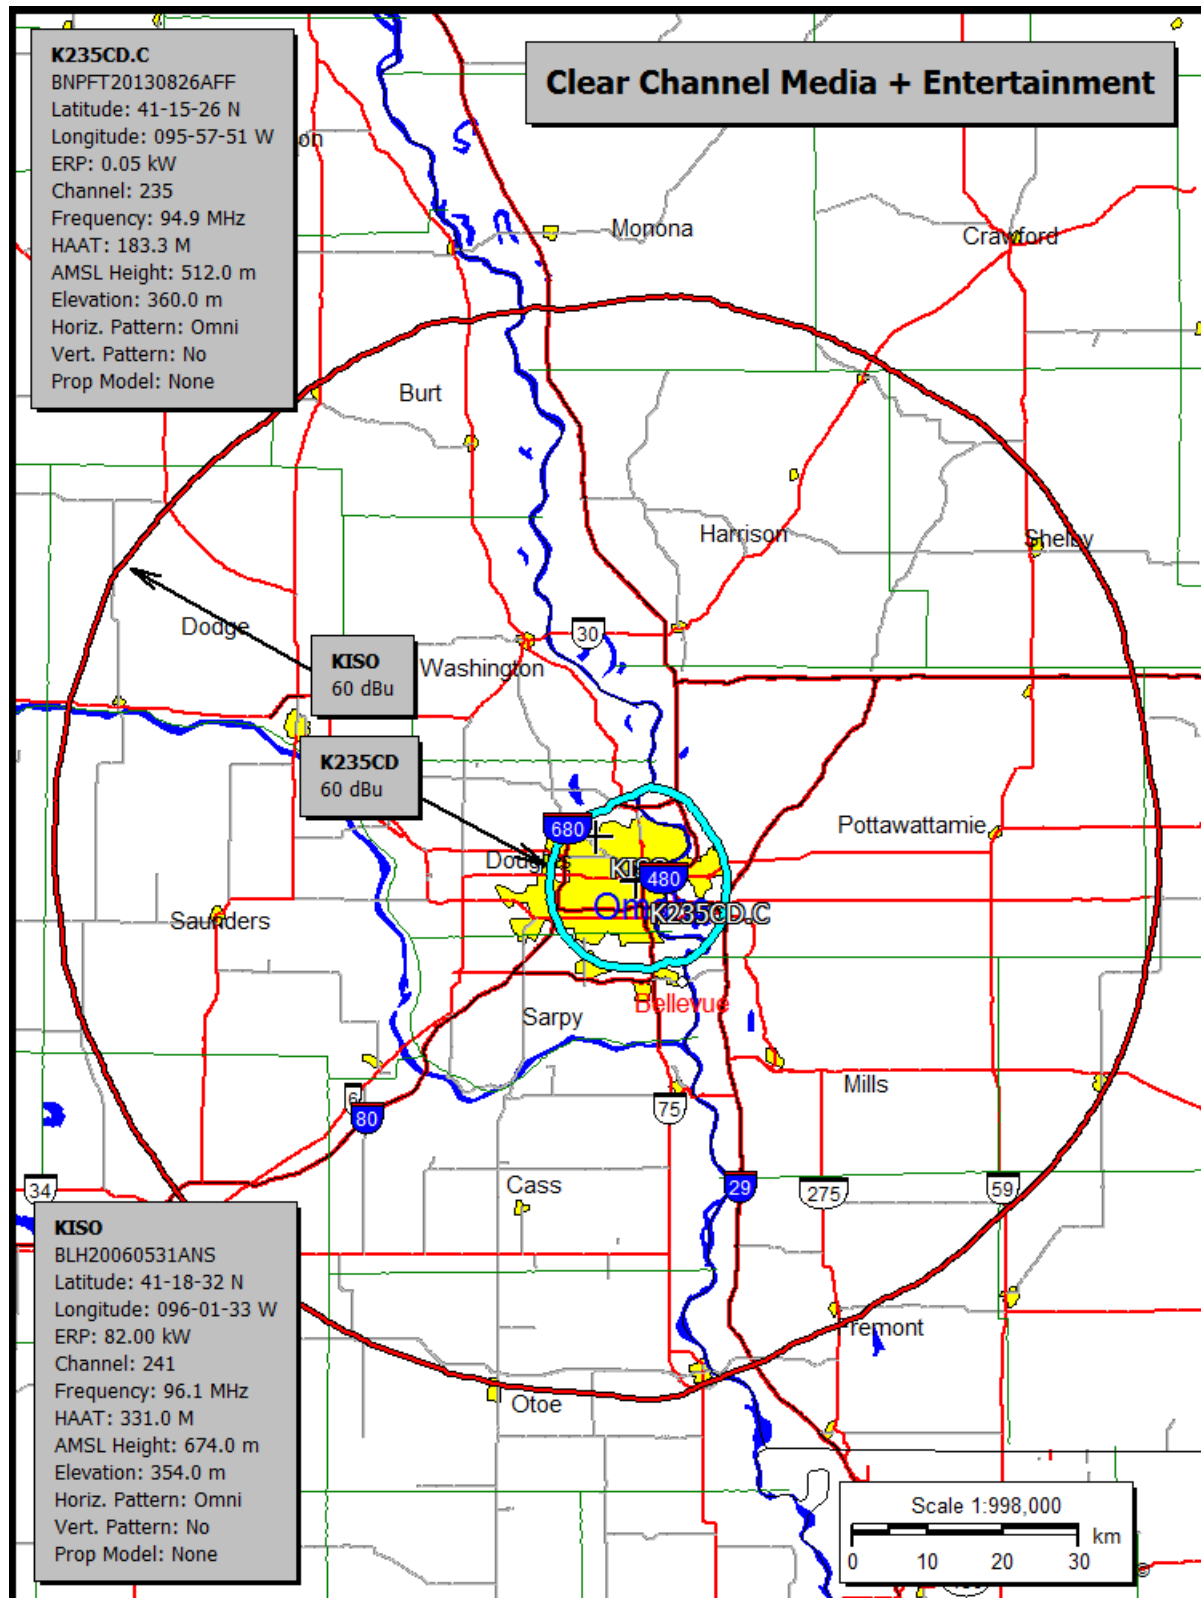 K235CD.C
BNPFT20130826AFF
Latitude: 41-15-26 N
Longitude: 095-57-51 W
ERP: 0.05 kW
Channel: 235
Frequency: 94.9 MHz
HAAT: 183.3 M
AMSL Height: 512.0 m
Elevation: 360.0 m
Horiz. Pattern: Omni
Vert. Pattern: No
Prop Model: None
Clear Channel Media + Entertainment
on
Monona
Crawford
Burt
Harrison
Shelby
Dodge
30
KISO
60 dBu
Washington
K235CD
60 dBu
680
Pottawattamie
Douglas
480
K235CD.C
Saunders
Bellevue
Sarpy
Mills
6
80
75
34
Cass
29
275
59
KISO
BLH20060531ANS
Latitude: 41-18-32 N
Longitude: 096-01-33 W
ERP: 82.00 kW
Channel: 241
Frequency: 96.1 MHz
HAAT: 331.0 M
AMSL Height: 674.0 m
Elevation: 354.0 m
Horiz. Pattern: Omni
Vert. Pattern: No
Prop Model: None
Fremont
Otoe
Scale 1:998,000
km
0 10 20 30